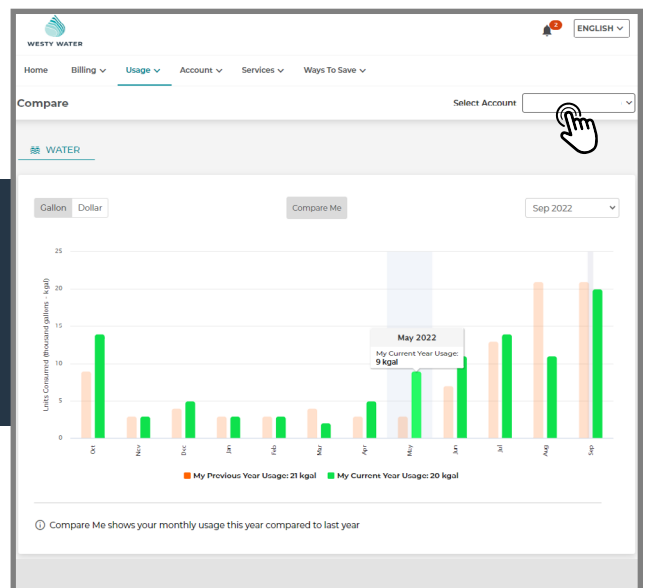 2
ENGLISH
WESTY WATER
Home Billing Usage Account Services Ways To Save
Compare Select Account
WATER
Gallon Dollar Compare Me Sep 2022
25
20
15
10
5
0
Units Consumed (thousand gallons - kgal)
May 2022
My Current Year Usage:
9 kgal
Oct Nov Dec Jan Feb Mar Apr May Jun Jul Aug Sep
My Previous Year Usage: 21 kgal My Current Year Usage: 20 kgal
Compare Me shows your monthly usage this year compared to last year